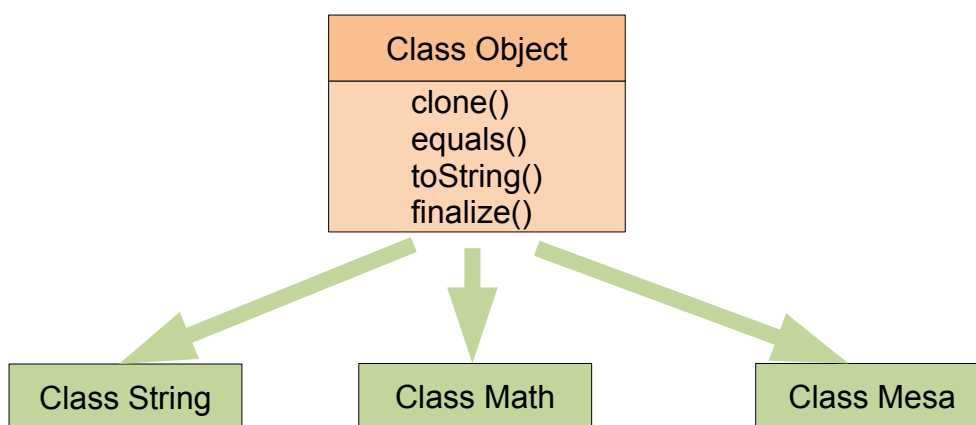 Class Object
clone()
equals()
toString()
finalize()
Class String
Class Math
Class Mesa